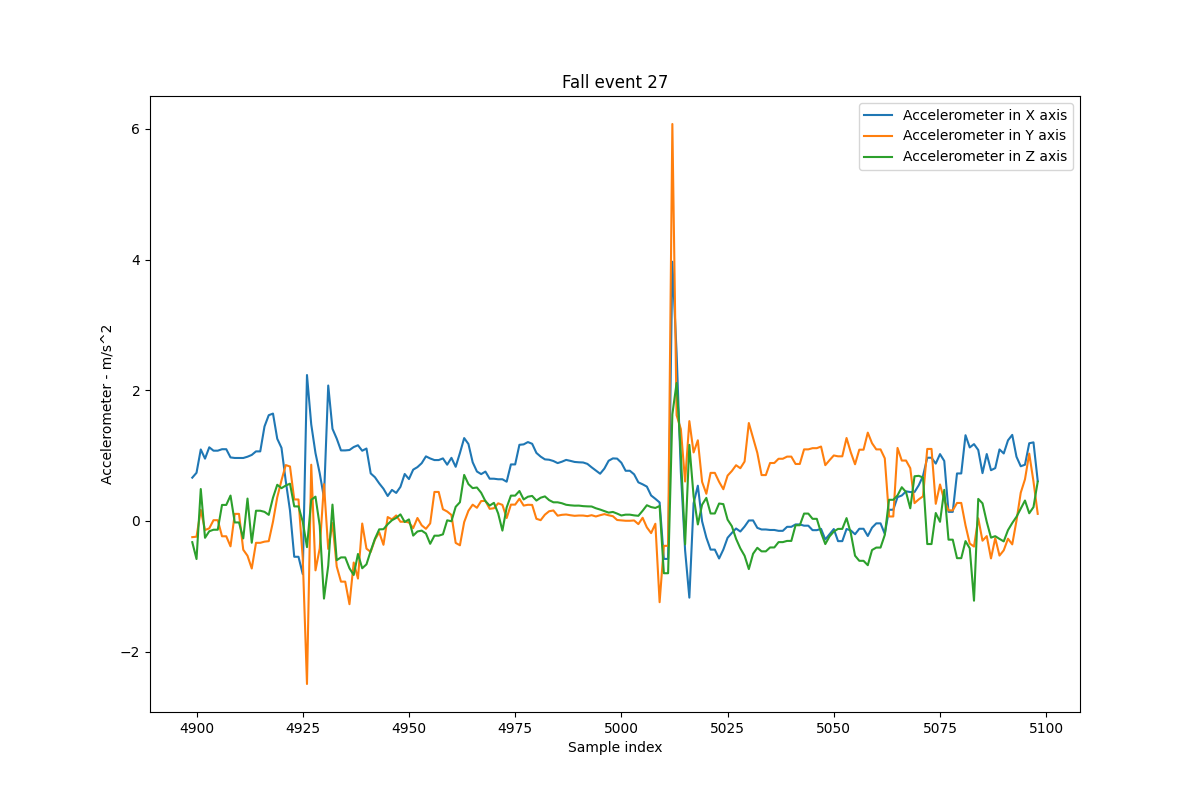 Fall event 27
Accelerometer in X axis
Accelerometer in Y axis
Accelerometer in Z axis
Accelerometer - m/s^2
6
4
2
0
−2
4900 4925 4950 4975 5000 5025 5050 5075 5100
Sample index